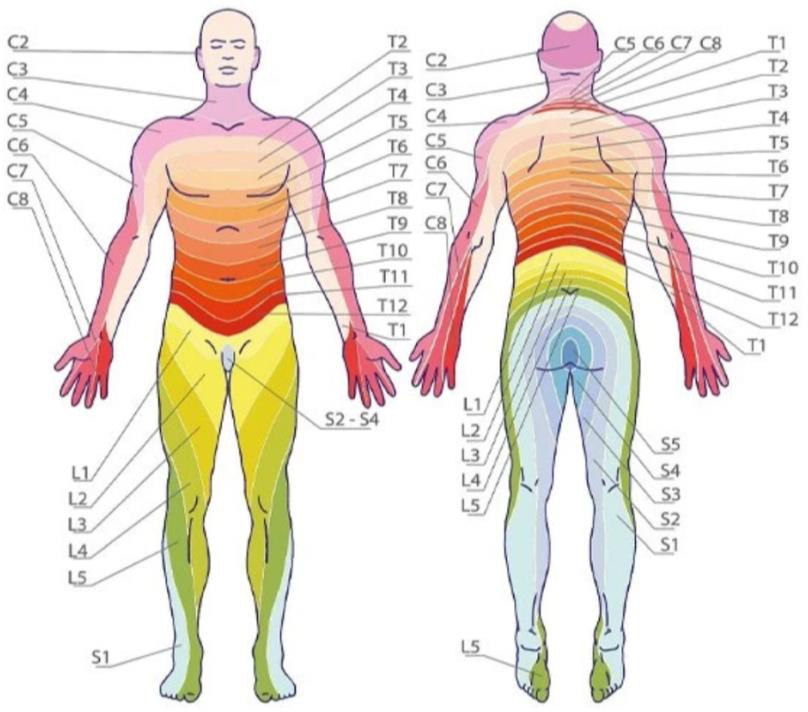 C2
C3
C4
C5
C6
C7
C8
T2
T3
T4
T5
T6
T7
T8
T9
T10
T11
T12
T1
S2 - S4
L1
L2
L3
L4
L5
S1
C2
C3
C4
C5
C6
C7
C8
C5 C6 C7 C8
T1
T2
T3
T4
T5
T6
T7
T8
T9
T10
T11
T12
T1
L1
L2
L3
L4
L5
S5
S4
S3
S2
S1
L5